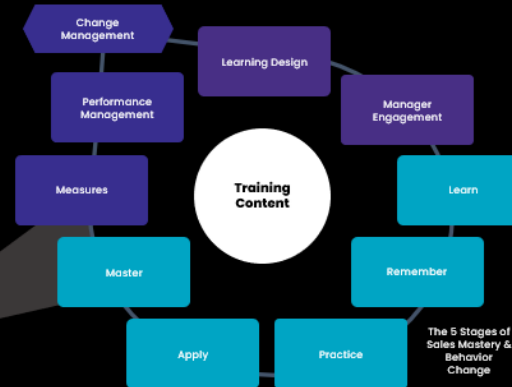 Change
Management
Learning Design
Performance
Management
Manager
Engagement
Training
Content
Measures
Learn
Master
Remember
Apply
Practice
The 5 Stages of
Sales Mastery &
Behavior
Change